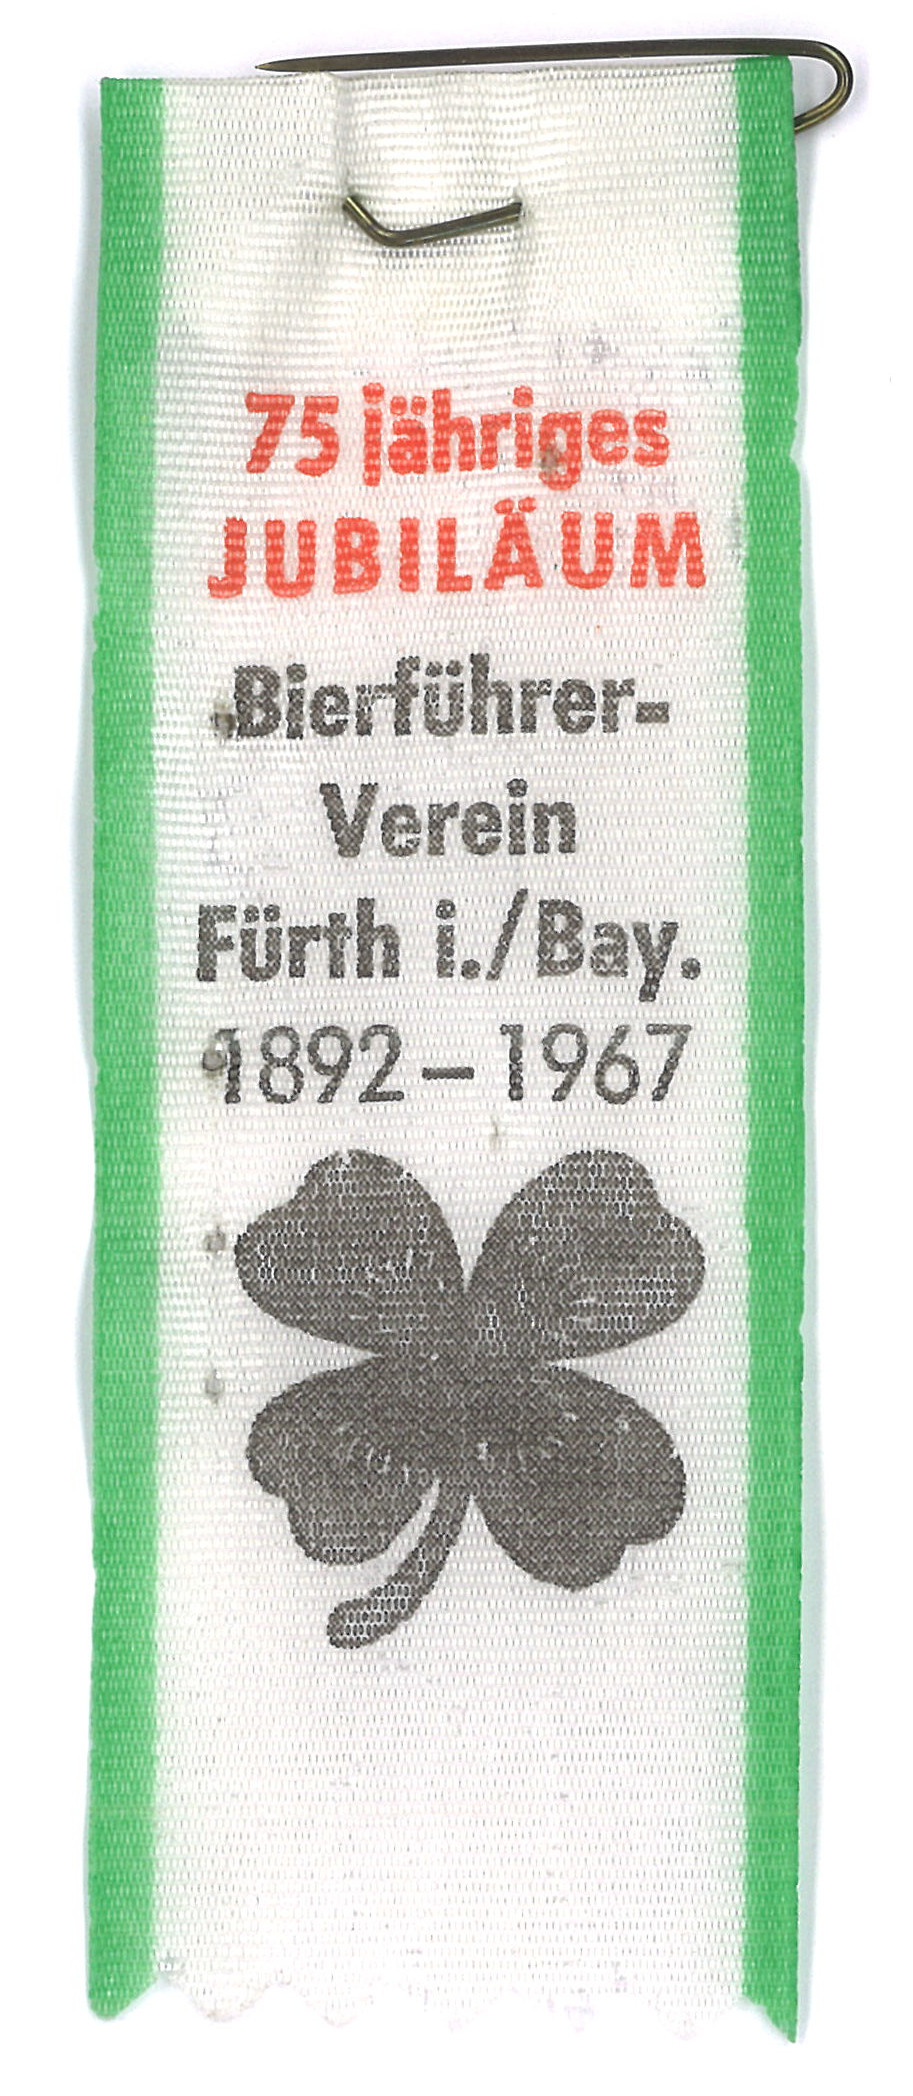 75 jähriges
JUBILÄUM
Bierführer-
Verein
Fürth i./Bay.
1892 – 1967